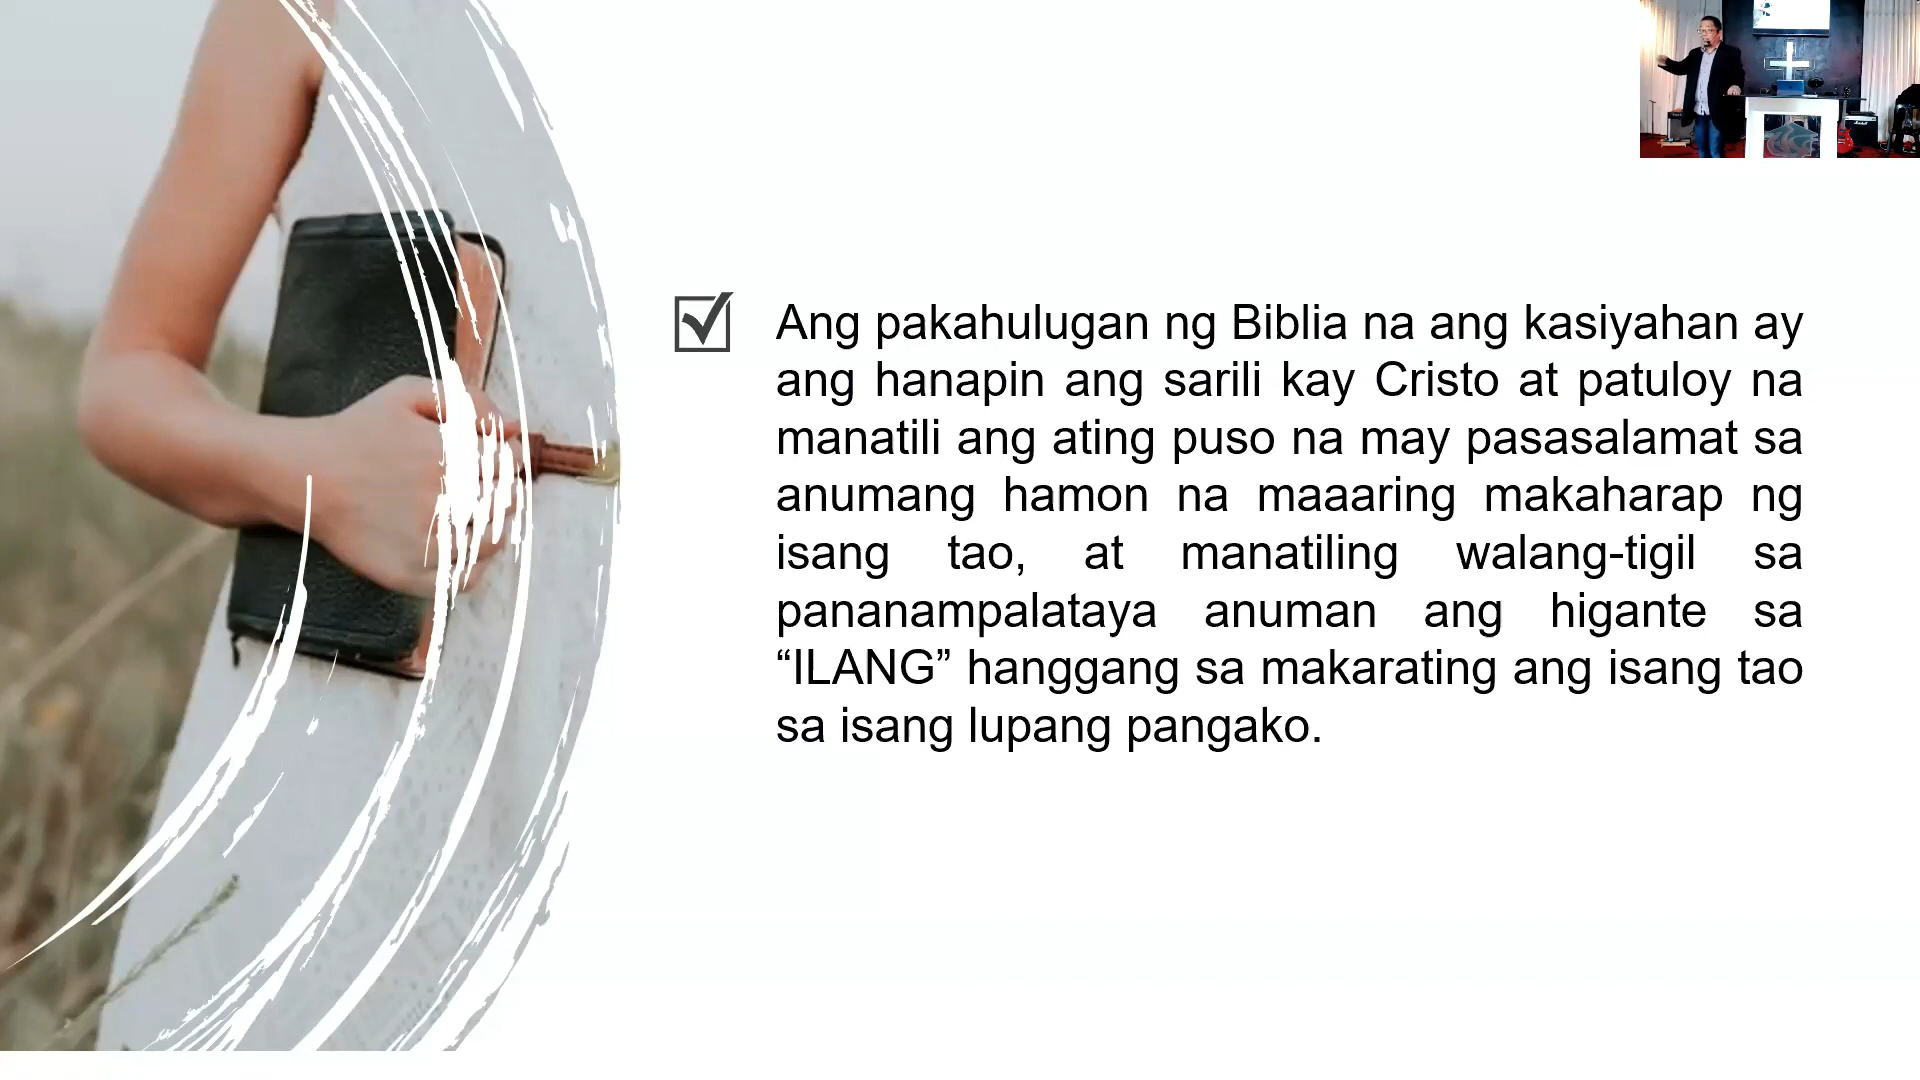 Ang pakahulugan ng Biblia na ang kasiyahan ay
ang hanapin ang sarili kay Cristo at patuloy na
manatili ang ating puso na may pasasalamat sa
anumang hamon na maaaring makaharap ng
isang tao, at manatiling walang-tigil sa
pananampalataya anuman ang higante sa
“ILANG” hanggang sa makarating ang isang tao
sa isang lupang pangako.